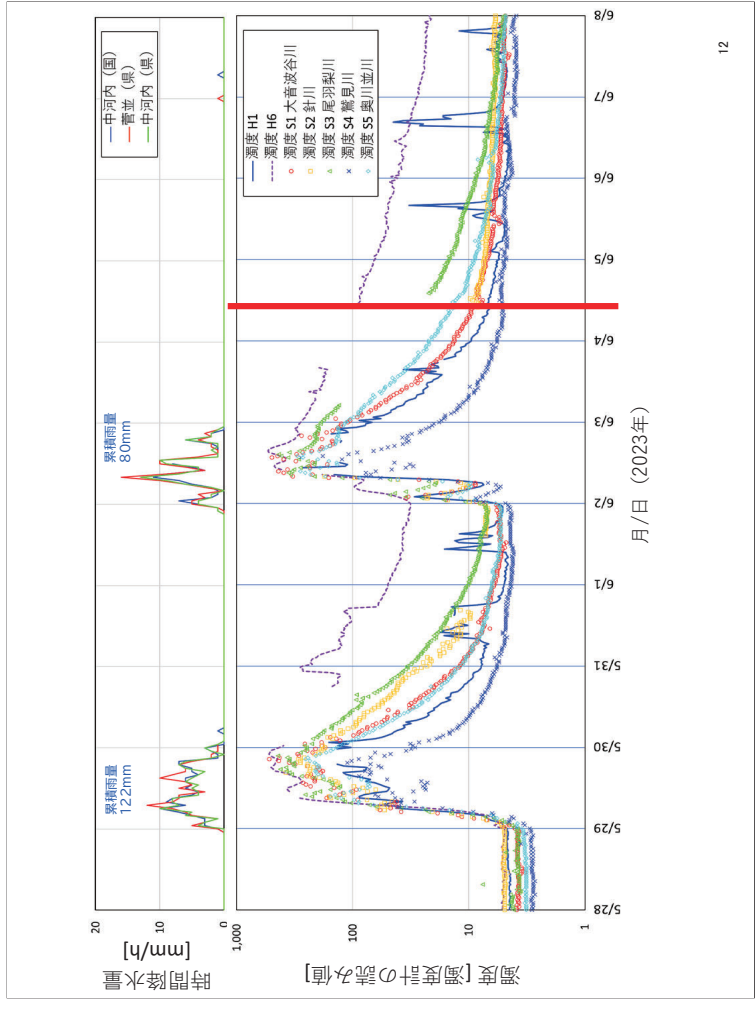 時間降水量
[mm/h]
20
10
0
累積雨量
122mm
累積雨量
80mm
中河内（国）
菅並（県）
中河内（県）
濁度 [濁度計の読み値]
1,000
100
10
1
濁度 H1
濁度 H6
濁度 S1 大音波谷川
濁度 S2 針川
濁度 S3 尾羽梨川
濁度 S4 鷲見川
濁度 S5 奥川並川
5/28
5/29
5/30
5/31
6/1
6/2
6/3
6/4
6/5
6/6
6/7
6/8
月/日（2023年）
12